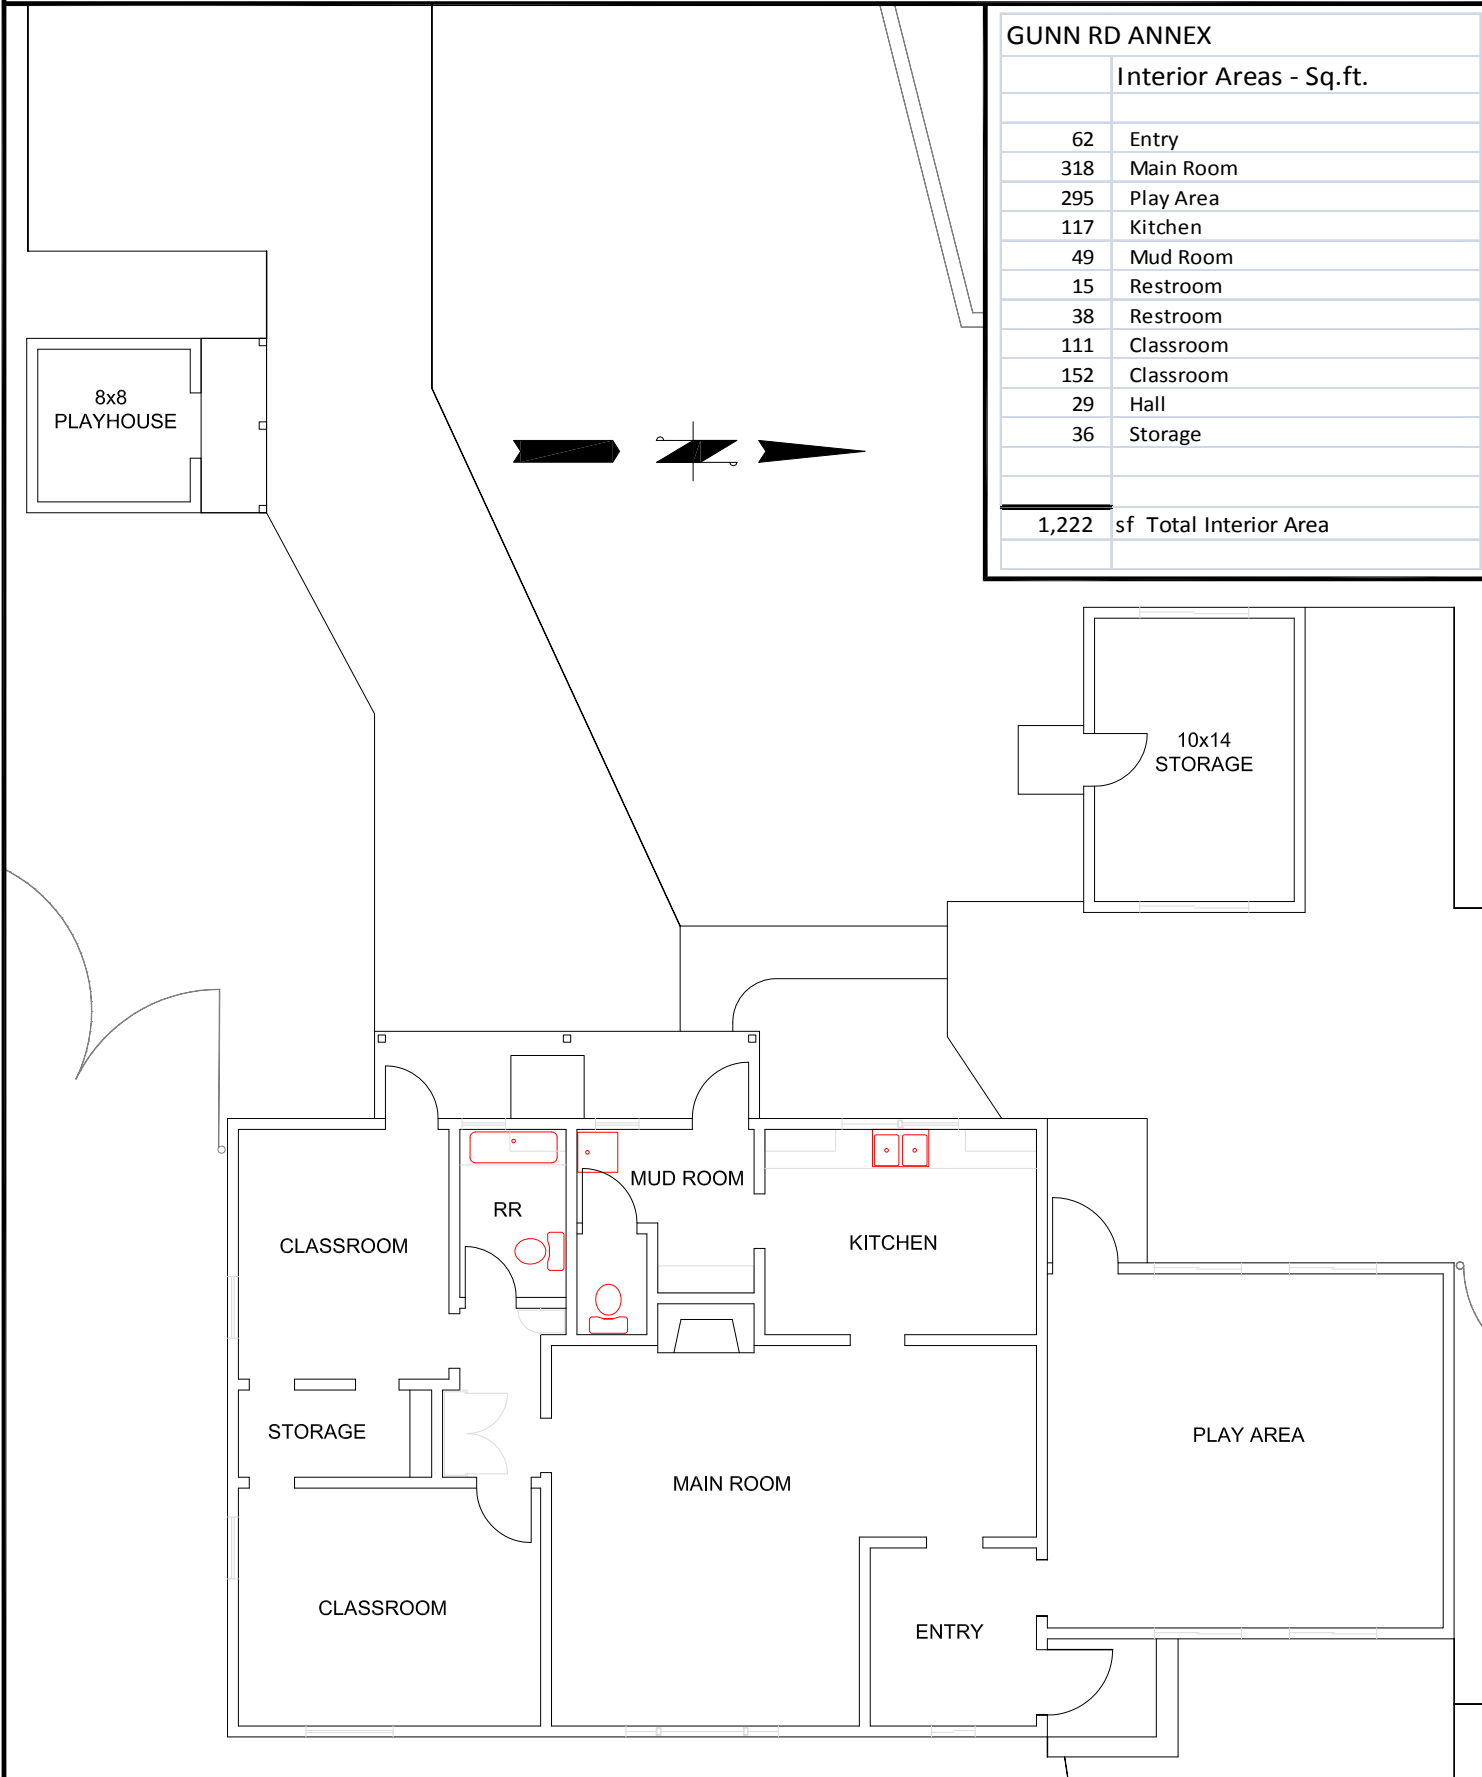 GUNN RD ANNEX
Interior Areas - Sq.ft.
62 Entry
318 Main Room
295 Play Area
117 Kitchen
49 Mud Room
15 Restroom
38 Restroom
111 Classroom
152 Classroom
29 Hall
36 Storage
1,222 sf Total Interior Area
8x8
PLAYHOUSE
N
10x14
STORAGE
MUD ROOM
RR
CLASSROOM
KITCHEN
STORAGE
PLAY AREA
MAIN ROOM
CLASSROOM
ENTRY